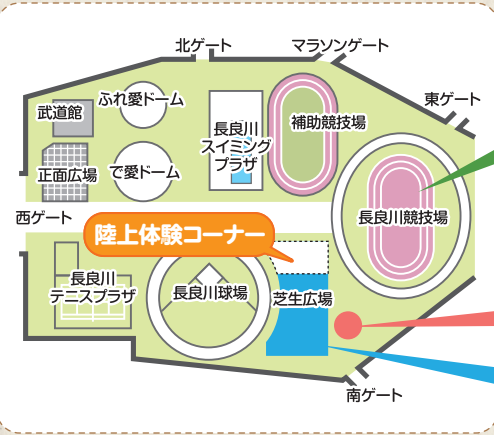 北ゲート
マラソンゲート
東ゲート
武道館
ふれ愛ドーム
長良川
スイミング
プラザ
補助競技場
正面広場
で愛ドーム
西ゲート
陸上体験コーナー
長良川競技場
長良川
テニスプラザ
長良川球場
芝生広場
南ゲート